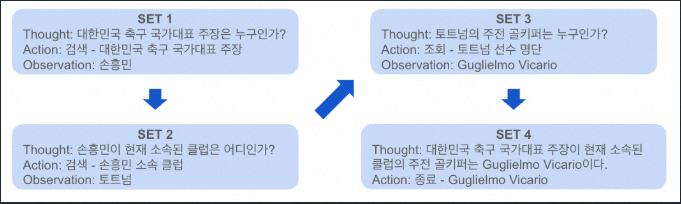 SET 1
Thought: 대한민국 축구 국가대표 주장은 누구인가?
Action: 검색 - 대한민국 축구 국가대표 주장
Observation: 손흥민
SET 2
Thought: 손흥민이 현재 소속된 클럽은 어디인가?
Action: 검색 - 손흥민 소속 클럽
Observation: 토트넘
SET 3
Thought: 토트넘의 주전 골키퍼는 누구인가?
Action: 조회 - 토트넘 선수 명단
Observation: Guglielmo Vicario
SET 4
Thought: 대한민국 축구 국가대표 주장이 현재 소속된
클럽의 주전 골키퍼는 Guglielmo Vicario이다.
Action: 종료 - Guglielmo Vicario